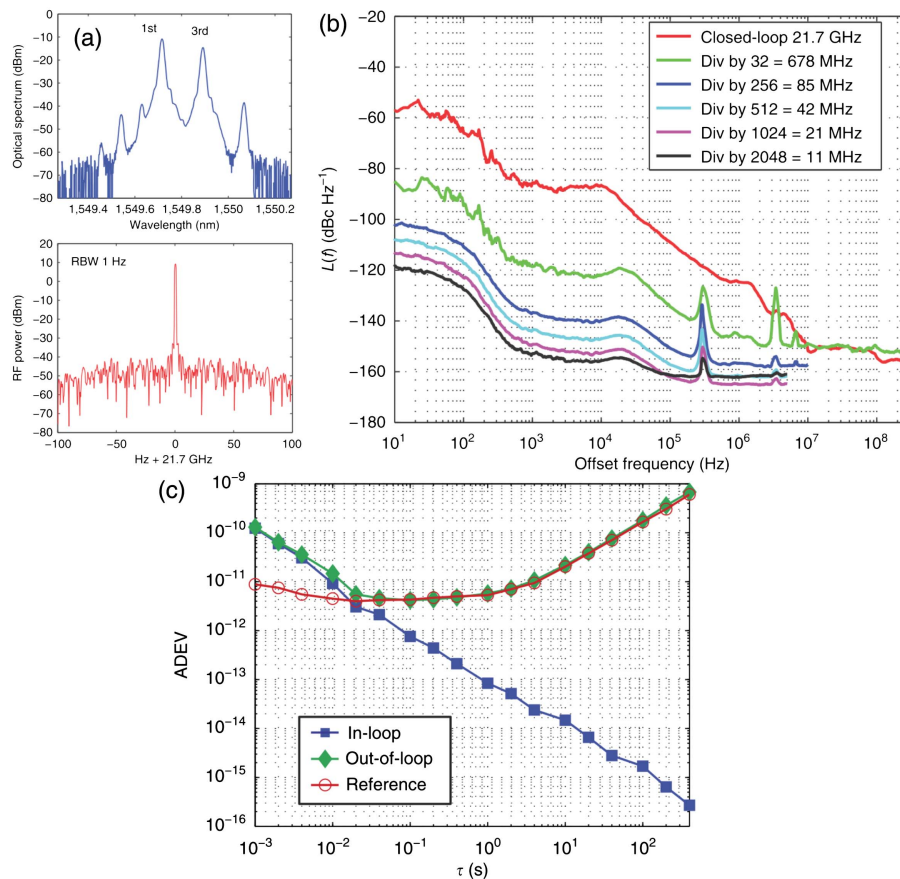 (a)
1st
3rd
0
−10
−20
−30
−40
−50
−60
−70
−80
Optical spectrum (dBm)
1,549.4
1,549.6
1,549.8
1,550
1,550.2
Wavelength (nm)
RBW 1 Hz
20
10
0
−10
−20
−30
−40
−50
−60
−70
−80
RF power (dBm)
−100
−50
0
50
100
Hz + 21.7 GHz
(b)
−20
−40
−60
−80
−100
−120
−140
−160
−180
L(f) (dBc Hz⁻¹)
Closed-loop 21.7 GHz
Div by 32 = 678 MHz
Div by 256 = 85 MHz
Div by 512 = 42 MHz
Div by 1024 = 21 MHz
Div by 2048 = 11 MHz
10¹
10²
10³
10⁴
10⁵
10⁶
10⁷
10⁸
Offset frequency (Hz)
(c)
10⁻⁹
10⁻¹⁰
10⁻¹¹
10⁻¹²
10⁻¹³
10⁻¹⁴
10⁻¹⁵
10⁻¹⁶
ADEV
In-loop
Out-of-loop
Reference
10⁻³
10⁻²
10⁻¹
10⁰
10¹
10²
τ (s)